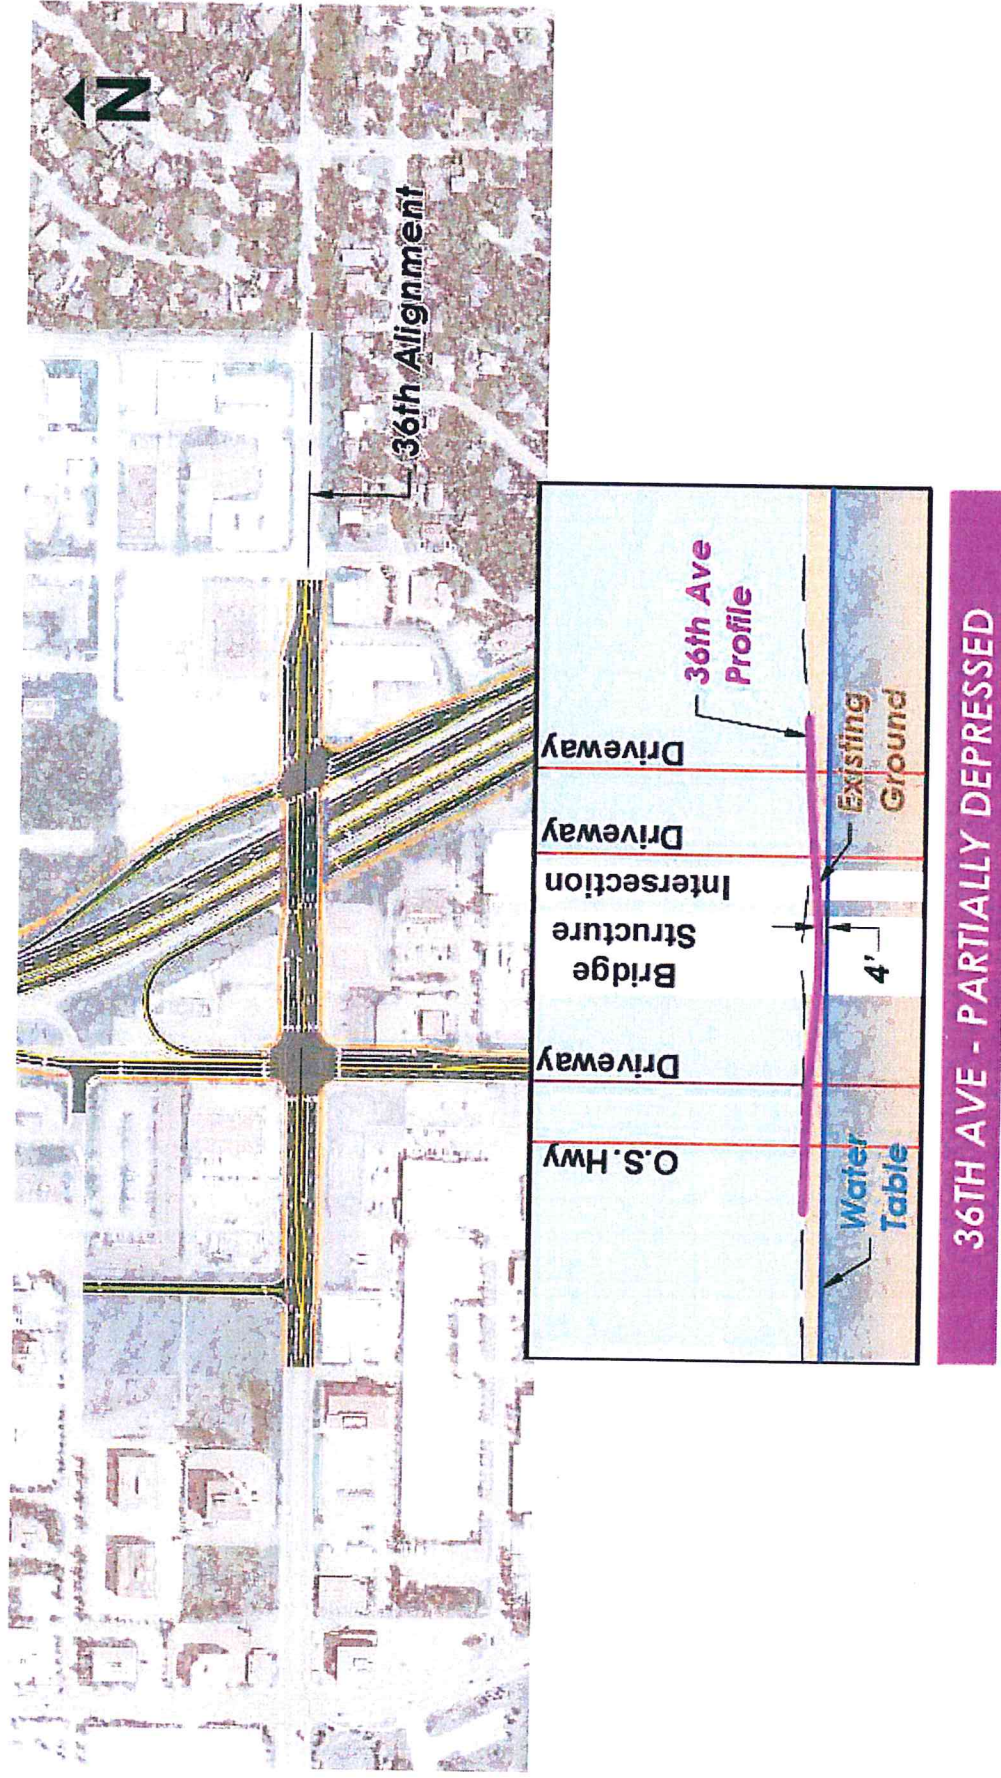 N
36th Alignment
36th Ave
Profile
Driveway
Driveway
Intersection
Bridge
Structure
Driveway
O.S. Hwy
Existing
Ground
4'
Water
Table
36TH AVE - PARTIALLY DEPRESSED